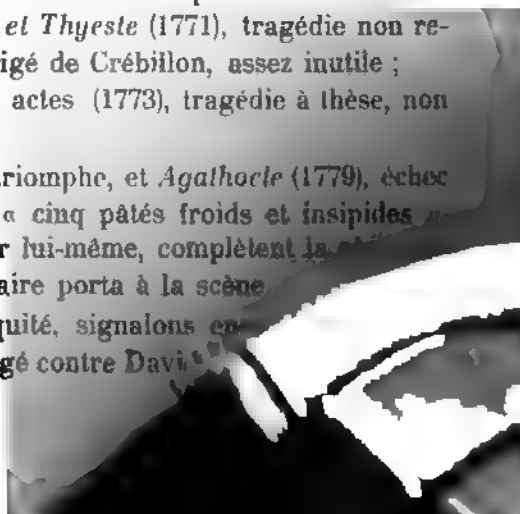 et Thyeste (1771), tragédie non re-
igé de Crébillon, assez inutile ;
actes (1773), tragédie à thèse, non
riomphe, et Agathocle (1779), échec
« cinq pâtés froids et insipides »
r lui-même, complètent la
aire porta à la scène
quité, signalons en
gé contre Davi